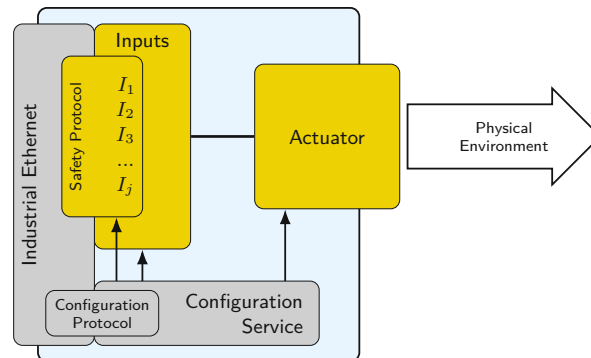 Inputs
Industrial Ethernet
Safety Protocol
I1
I2
I3
...
Ij
Actuator
Physical
Environment
Configuration
Protocol
Configuration
Service